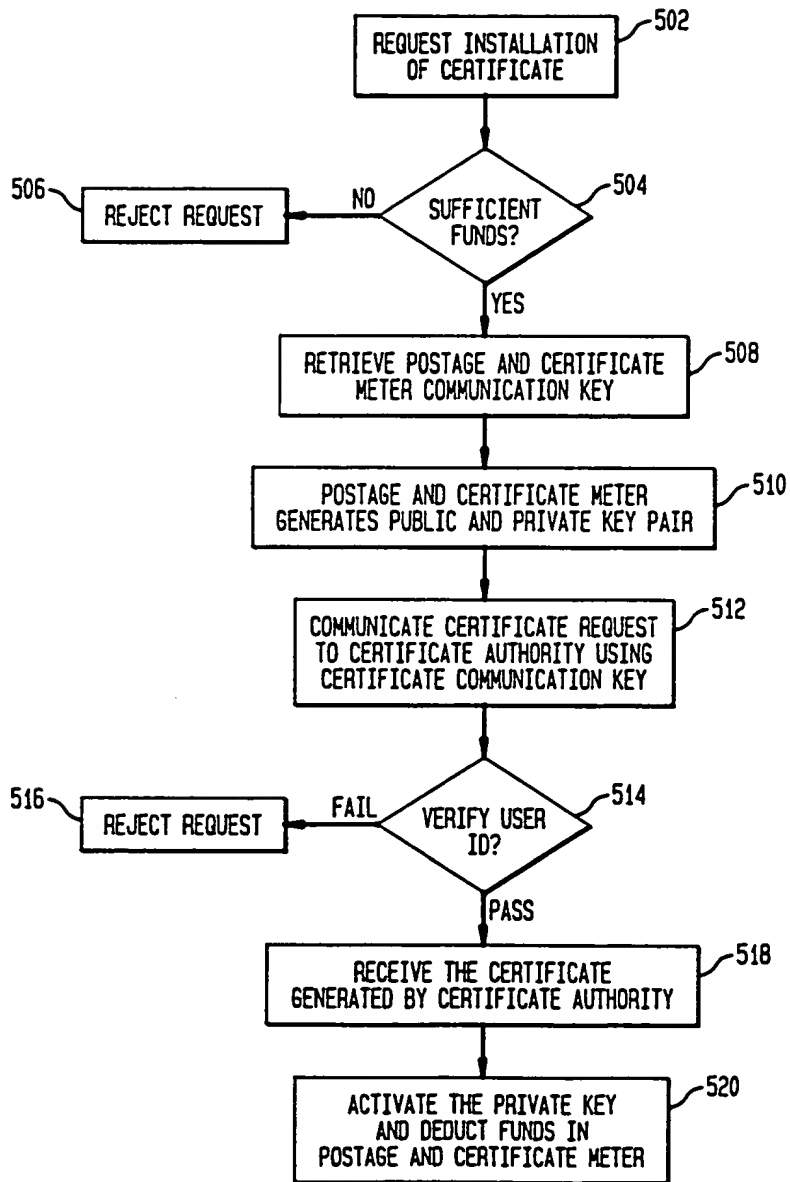 502
REQUEST INSTALLATION
OF CERTIFICATE
504
SUFFICIENT
FUNDS?
NO
506
REJECT REQUEST
YES
508
RETRIEVE POSTAGE AND CERTIFICATE
METER COMMUNICATION KEY
510
POSTAGE AND CERTIFICATE METER
GENERATES PUBLIC AND PRIVATE KEY PAIR
512
COMMUNICATE CERTIFICATE REQUEST
TO CERTIFICATE AUTHORITY USING
CERTIFICATE COMMUNICATION KEY
514
VERIFY USER
ID?
FAIL
516
REJECT REQUEST
PASS
518
RECEIVE THE CERTIFICATE
GENERATED BY CERTIFICATE AUTHORITY
520
ACTIVATE THE PRIVATE KEY
AND DEDUCT FUNDS IN
POSTAGE AND CERTIFICATE METER